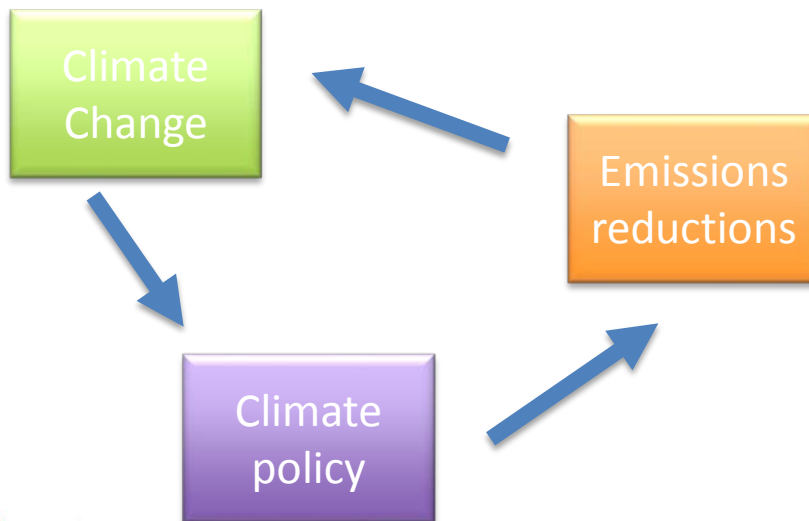 Climate
Change
Emissions
reductions
Climate
policy